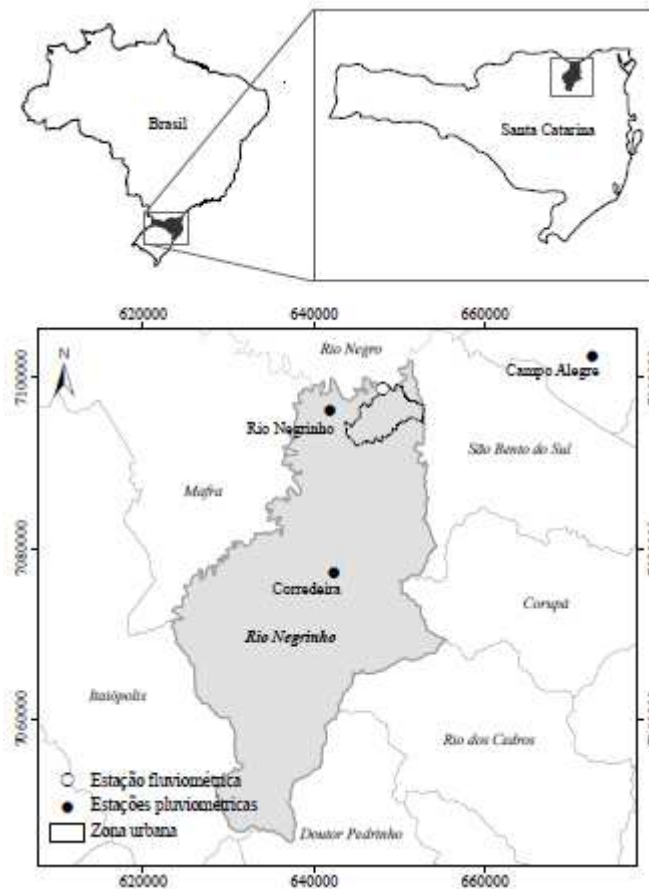 Brasil
Santa Catarina
620000
640000
660000
Rio Negro
N
7100000
Campo Alegre
Rio Negrinho
São Bento do Sul
Mafra
7080000
Corredeira
Corupá
Rio Negrinho
Itaiópolis
7060000
Rio dos Cedros
Estação fluviométrica
Estações pluviométricas
Zona urbana
Doutor Pedrinho
620000
640000
660000